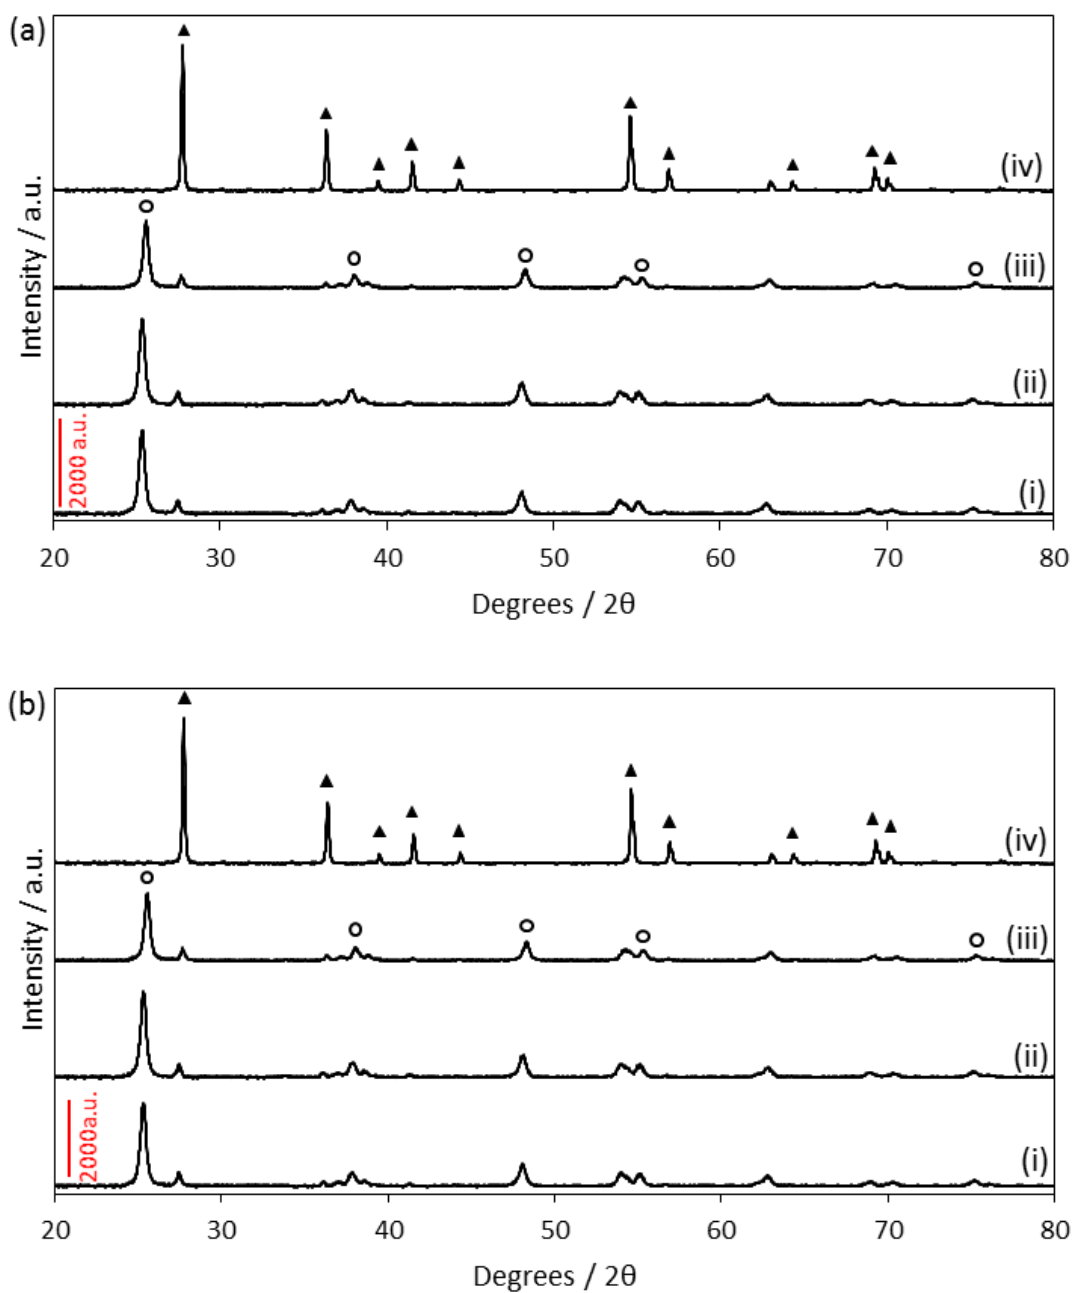 (a)
(iv)
(iii)
(ii)
(i)
Intensity / a.u.
2000 a.u.
20 30 40 50 60 70 80
Degrees / 2θ
(b)
(iv)
(iii)
(ii)
(i)
Intensity / a.u.
2000a.u.
20 30 40 50 60 70 80
Degrees / 2θ